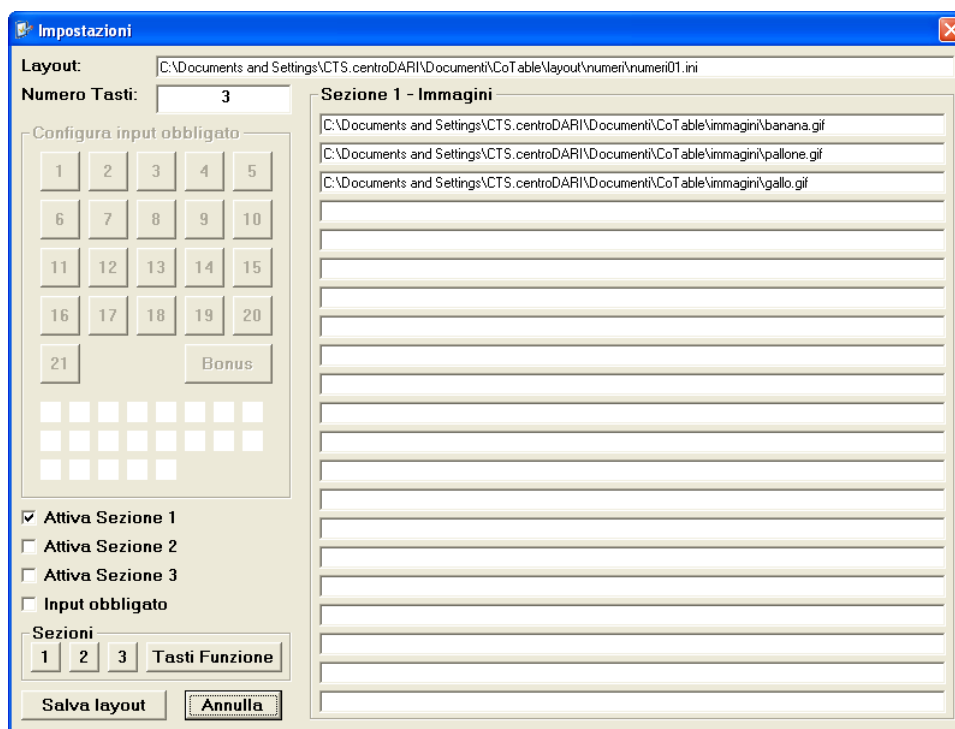 Impostazioni
Layout: C:\Documents and Settings\CTS.centroDARI\Documenti\CoTable\layout\numeri\numeri01.ini
Numero Tasti: 3
Configura input obbligato
1 2 3 4 5
6 7 8 9 10
11 12 13 14 15
16 17 18 19 20
21 Bonus
Attiva Sezione 1
Attiva Sezione 2
Attiva Sezione 3
Input obbligato
Sezioni
1 2 3 Tasti Funzione
Salva layout Annulla
Sezione 1 - Immagini
C:\Documents and Settings\CTS.centroDARI\Documenti\CoTable\immagini\banana.gif
C:\Documents and Settings\CTS.centroDARI\Documenti\CoTable\immagini\pallone.gif
C:\Documents and Settings\CTS.centroDARI\Documenti\CoTable\immagini\gallo.gif